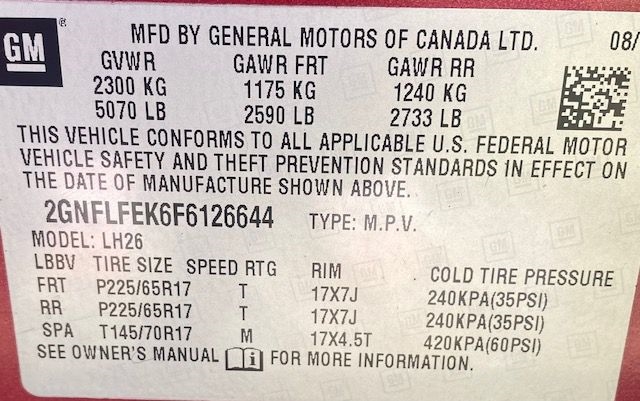 GM ® MFD BY GENERAL MOTORS OF CANADA LTD. 08/
GVWR GAWR FRT GAWR RR
2300 KG 1175 KG 1240 KG
5070 LB 2590 LB 2733 LB
THIS VEHICLE CONFORMS TO ALL APPLICABLE U.S. FEDERAL MOTOR
VEHICLE SAFETY AND THEFT PREVENTION STANDARDS IN EFFECT ON
THE DATE OF MANUFACTURE SHOWN ABOVE.
2GNFLFEK6F6126644 TYPE: M.P.V.
MODEL: LH26
LBBV TIRE SIZE SPEED RTG RIM COLD TIRE PRESSURE
FRT P225/65R17 T 17X7J 240KPA(35PSI)
RR P225/65R17 T 17X7J 240KPA(35PSI)
SPA T145/70R17 M 17X4.5T 420KPA(60PSI)
SEE OWNER'S MANUAL i FOR MORE INFORMATION.